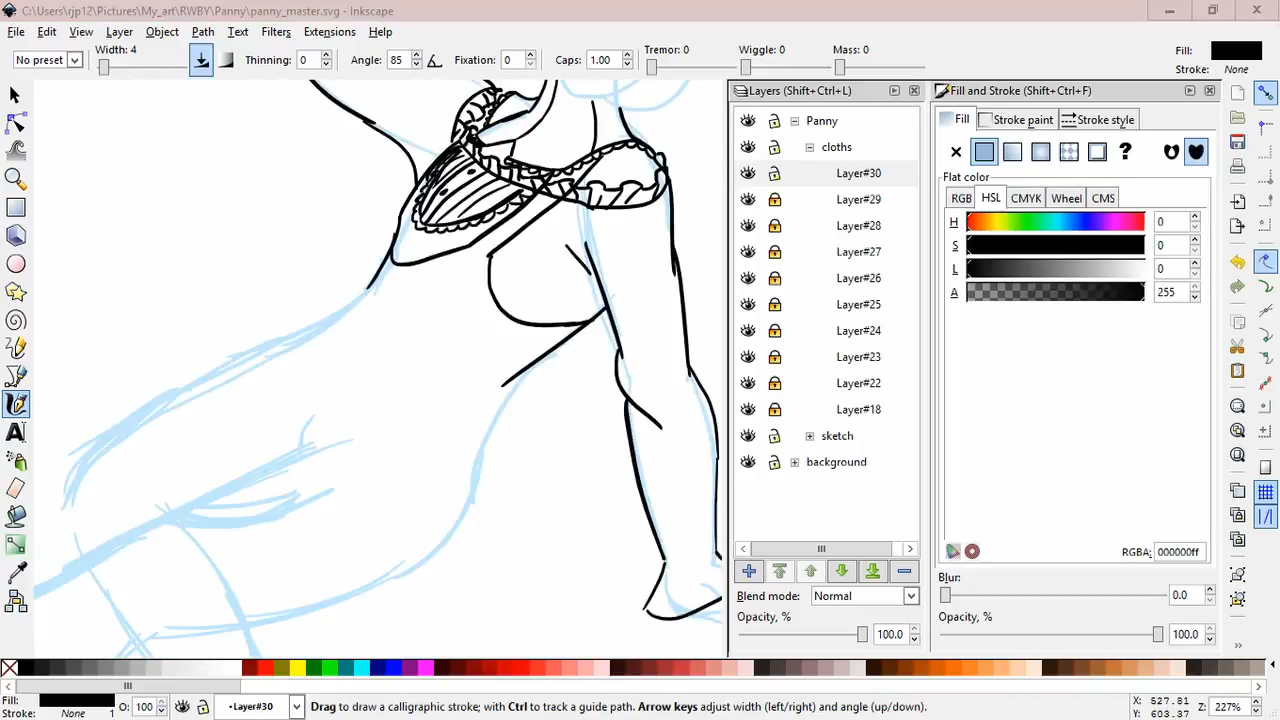 C:\Users\rjp12\Pictures\My_art\RWBY\Panny\panny_master.svg - Inkscape
File Edit View Layer Object Path Filters Text Extensions Help
No preset Width: 4 Thinning: 0 Angle: 85 Fixation: 0 Caps: 1.00 Tremor: 0 Wiggle: 0 Mass: 0 Fill: Stroke: None
Layers (Shift+Ctrl+L)
Panny
cloths
Layer#30
Layer#29
Layer#28
Layer#27
Layer#26
Layer#25
Layer#24
Layer#23
Layer#22
Layer#18
sketch
background
Blend mode: Normal
Opacity, %
100.0
Fill and Stroke (Shift+Ctrl+F)
Fill Stroke paint Stroke style
?
Flat color
RGB HSL CMYK Wheel CMS
H 0
S 0
L 0
A 255
RGBA: 000000ff
Blur:
0.0
Opacity, %
100.0
Fill:
Stroke: None 1 O: 100 •Layer#30 Drag to draw a calligraphic stroke; with Ctrl to track a guide path. Arrow keys adjust width (left/right) and angle (up/down). X: 527.81 Y: 603.37 Z: 227%